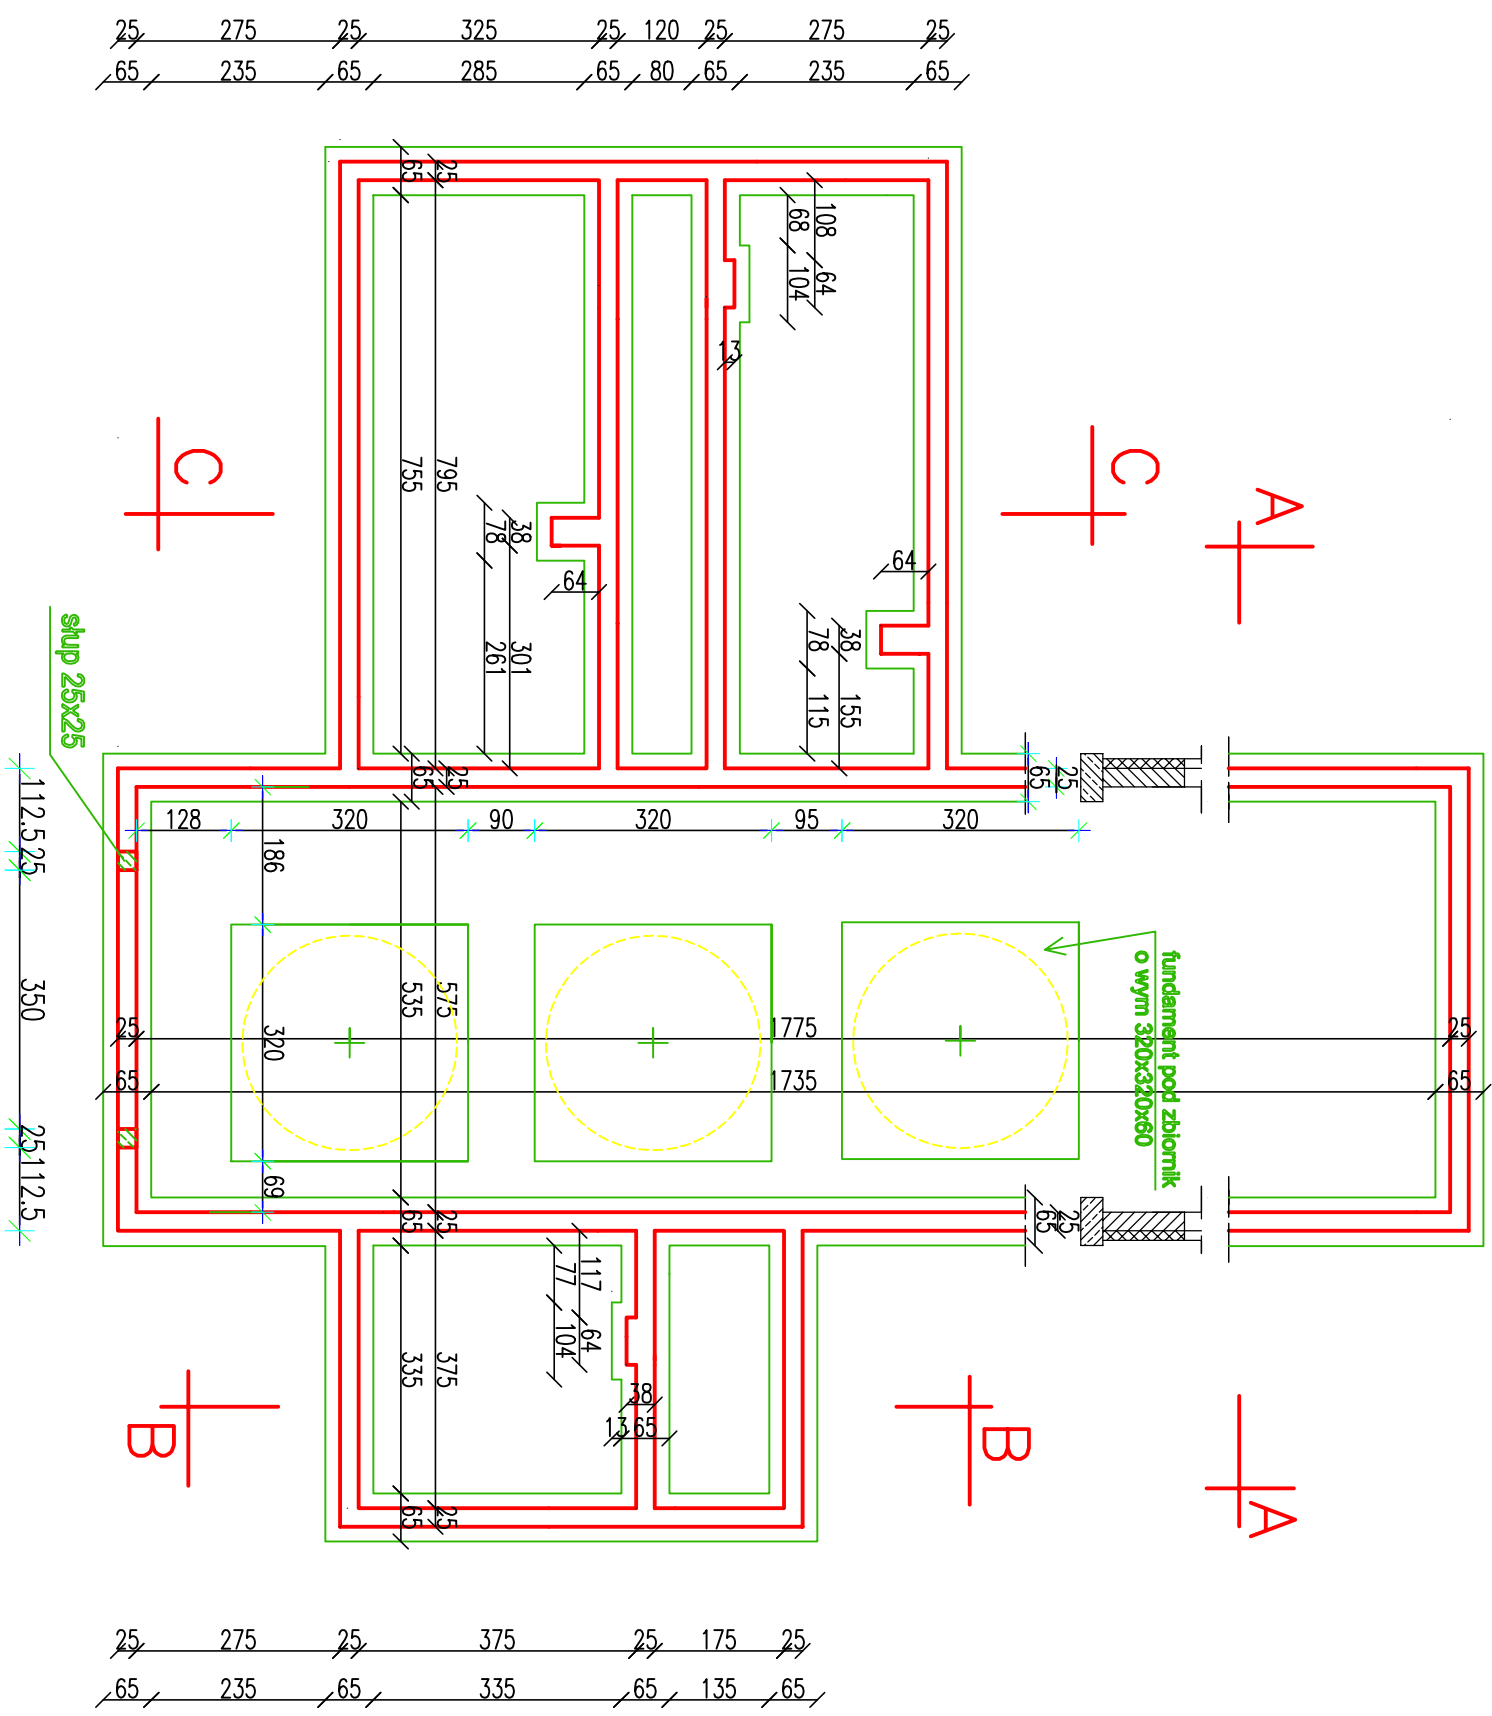 25 275 25 325 25 120 25 275 25
65 235 65 285 65 80 65 235 65
65 25
108
68
64
104
13
C
C
A
755 795
38
78
64
64
301
261
38
78
155
115
słup 25x25
65 25
65 25
128 320 90 320 95 320
112.5 25 350 25 112.5
186
320
69
535 575
fundament pod zbiornik
o wym 320x320x60
25 1775 25
65 1735 65
65 25
65 25
117
77
64
104
335 375
38
13 65
B
B
A
65 25
25 275 25 375 25 175 25
65 235 65 335 65 135 65